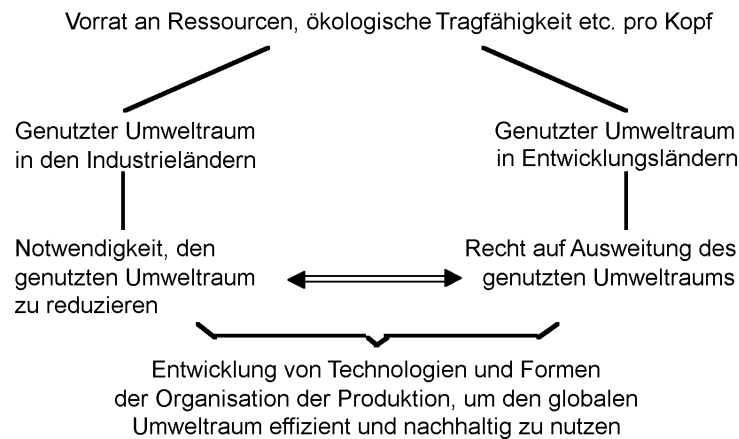 Vorrat an Ressourcen, ökologische Tragfähigkeit etc. pro Kopf
Genutzter Umweltraum
in den Industrieländern
Genutzter Umweltraum
in Entwicklungsländern
Notwendigkeit, den
genutzten Umweltraum
zu reduzieren
Recht auf Ausweitung des
genutzten Umweltraums
Entwicklung von Technologien und Formen
der Organisation der Produktion, um den globalen
Umweltraum effizient und nachhaltig zu nutzen